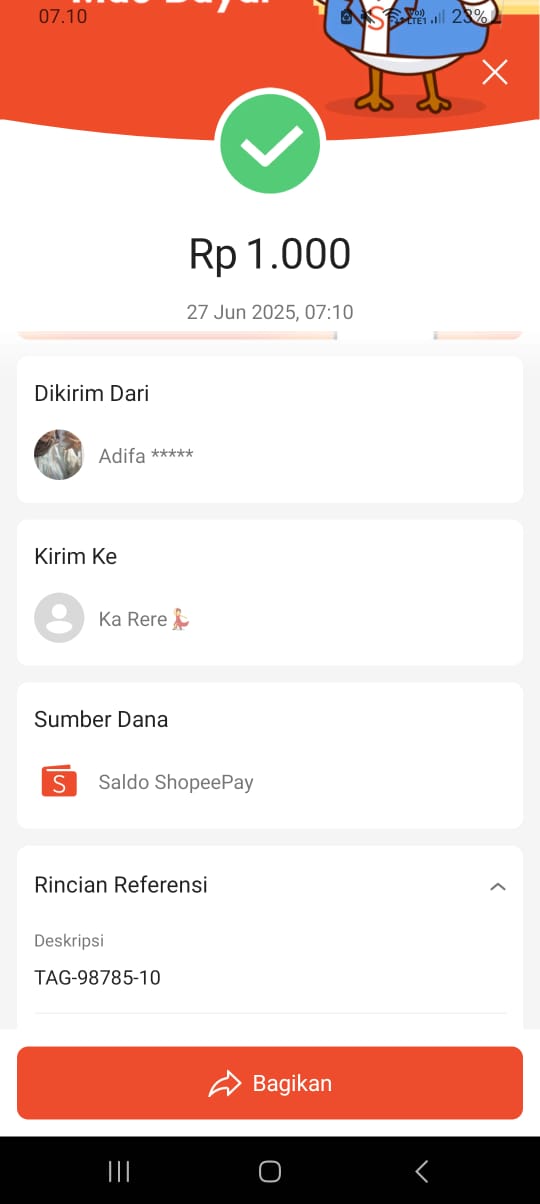 07.10
23%
Rp 1.000
27 Jun 2025, 07:10
Dikirim Dari
Adifa *****
Kirim Ke
Ka Rere💃
Sumber Dana
S
Saldo ShopeePay
Rincian Referensi
Deskripsi
TAG-98785-10
Bagikan